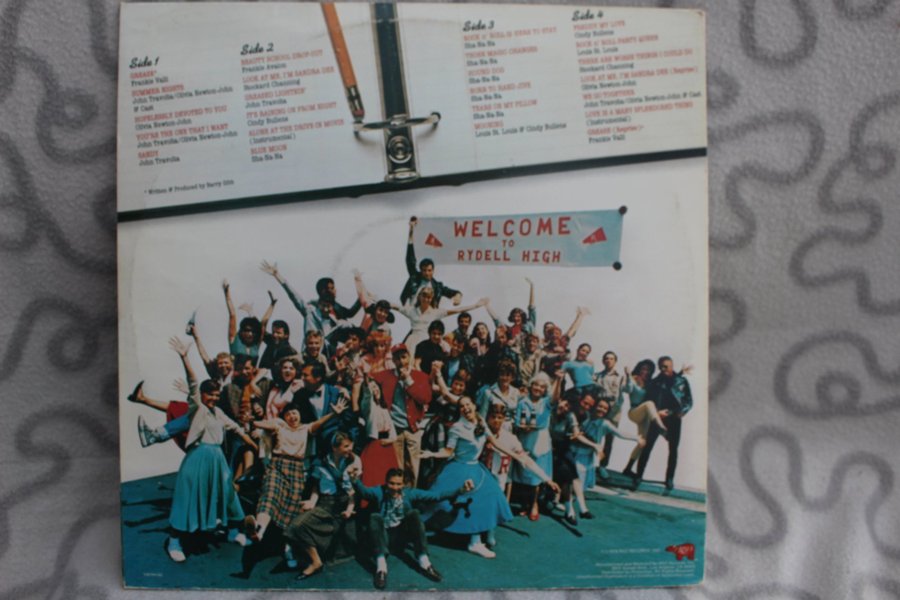 Side 1
GREASE*
Frankie Valli
SUMMER NIGHTS
John Travolta/Olivia Newton-John
& Cast
HOPELESSLY DEVOTED TO YOU
Olivia Newton-John
YOU'RE THE ONE THAT I WANT
John Travolta/Olivia Newton-John
SANDY
John Travolta
* Written & Produced by Barry Gibb
Side 2
BEAUTY SCHOOL DROP-OUT
Frankie Avalon
LOOK AT ME, I'M SANDRA DEE
Stockard Channing
GREASED LIGHTNIN'
John Travolta
IT'S RAINING ON PROM NIGHT
Cindy Bullens
ALONE AT THE DRIVE-IN MOVIE
(Instrumental)
BLUE MOON
Sha-Na-Na
Side 3
ROCK n' ROLL IS HERE TO STAY
Sha-Na-Na
THOSE MAGIC CHANGES
Sha-Na-Na
HOUND DOG
Sha-Na-Na
BORN TO HAND JIVE
Sha-Na-Na
TEARS ON MY PILLOW
Sha-Na-Na
MOONING
Louis St. Louis & Cindy Bullens
Side 4
FREDDY MY LOVE
Cindy Bullens
ROCK n' ROLL PARTY QUEEN
Louis St. Louis
THERE ARE WORSE THINGS I COULD DO
Stockard Channing
LOOK AT ME, I'M SANDRA DEE (Reprise)
Olivia Newton-John
WE GO TOGETHER
John Travolta/Olivia Newton-John & Cast
LOVE IS A MANY SPLENDORED THING
(Instrumental)
GREASE (Reprise)*
Frankie Valli
WELCOME
TO
RYDELL HIGH